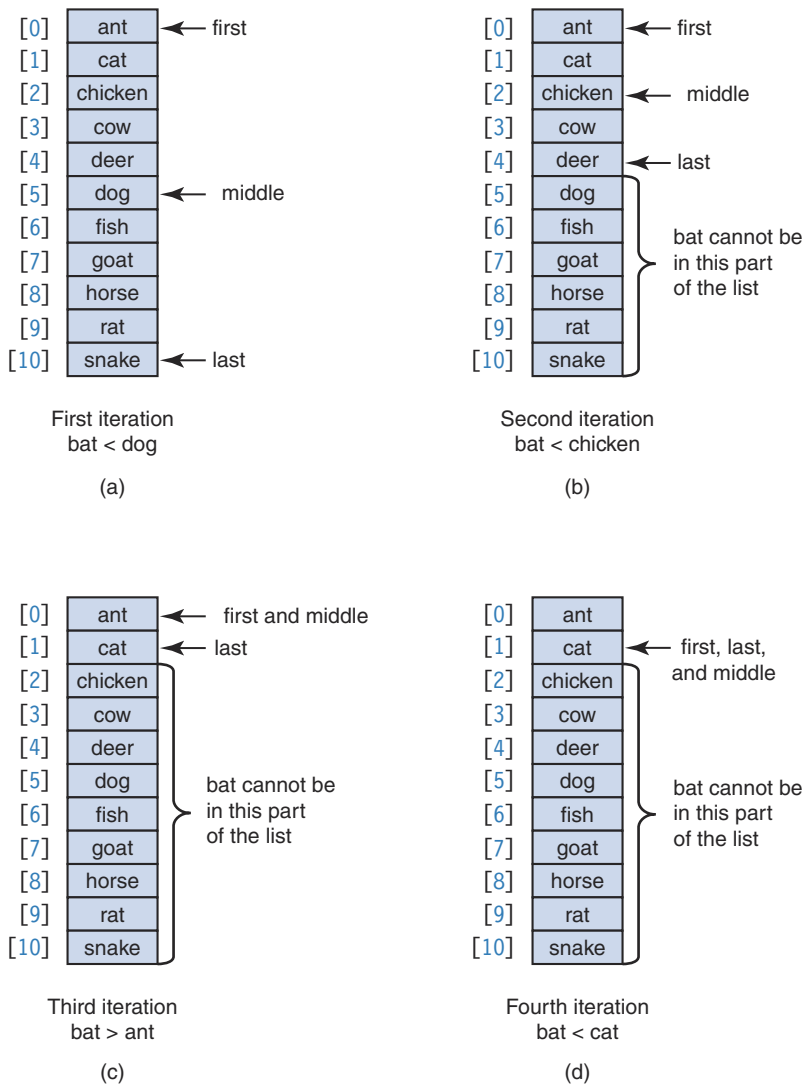 [0] ant first
[1] cat
[2] chicken
[3] cow
[4] deer
[5] dog middle
[6] fish
[7] goat
[8] horse
[9] rat
[10] snake last
First iteration
bat < dog
(a)
[0] ant first
[1] cat
[2] chicken middle
[3] cow
[4] deer last
[5] dog
[6] fish
[7] goat
[8] horse
[9] rat
[10] snake
bat cannot be
in this part
of the list
Second iteration
bat < chicken
(b)
[0] ant first and middle
[1] cat last
[2] chicken
[3] cow
[4] deer
[5] dog
[6] fish
[7] goat
[8] horse
[9] rat
[10] snake
bat cannot be
in this part
of the list
Third iteration
bat > ant
(c)
[0] ant
[1] cat first, last,
and middle
[2] chicken
[3] cow
[4] deer
[5] dog
[6] fish
[7] goat
[8] horse
[9] rat
[10] snake
bat cannot be
in this part
of the list
Fourth iteration
bat < cat
(d)